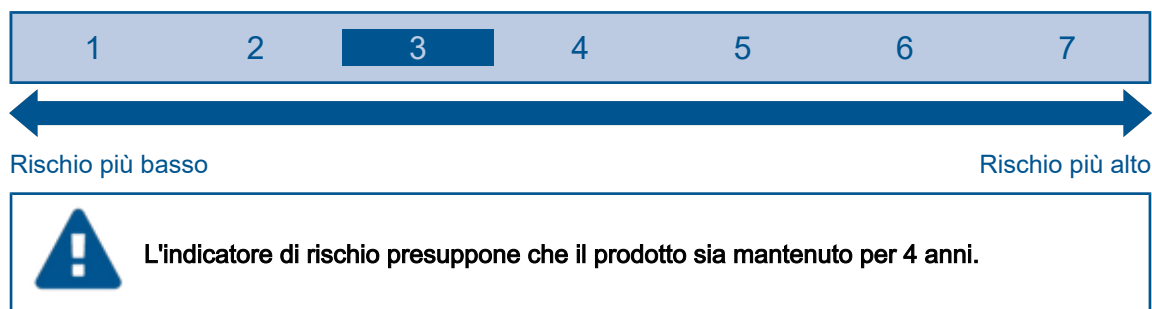 1 2 3 4 5 6 7
Rischio più basso Rischio più alto
L'indicatore di rischio presuppone che il prodotto sia mantenuto per 4 anni.